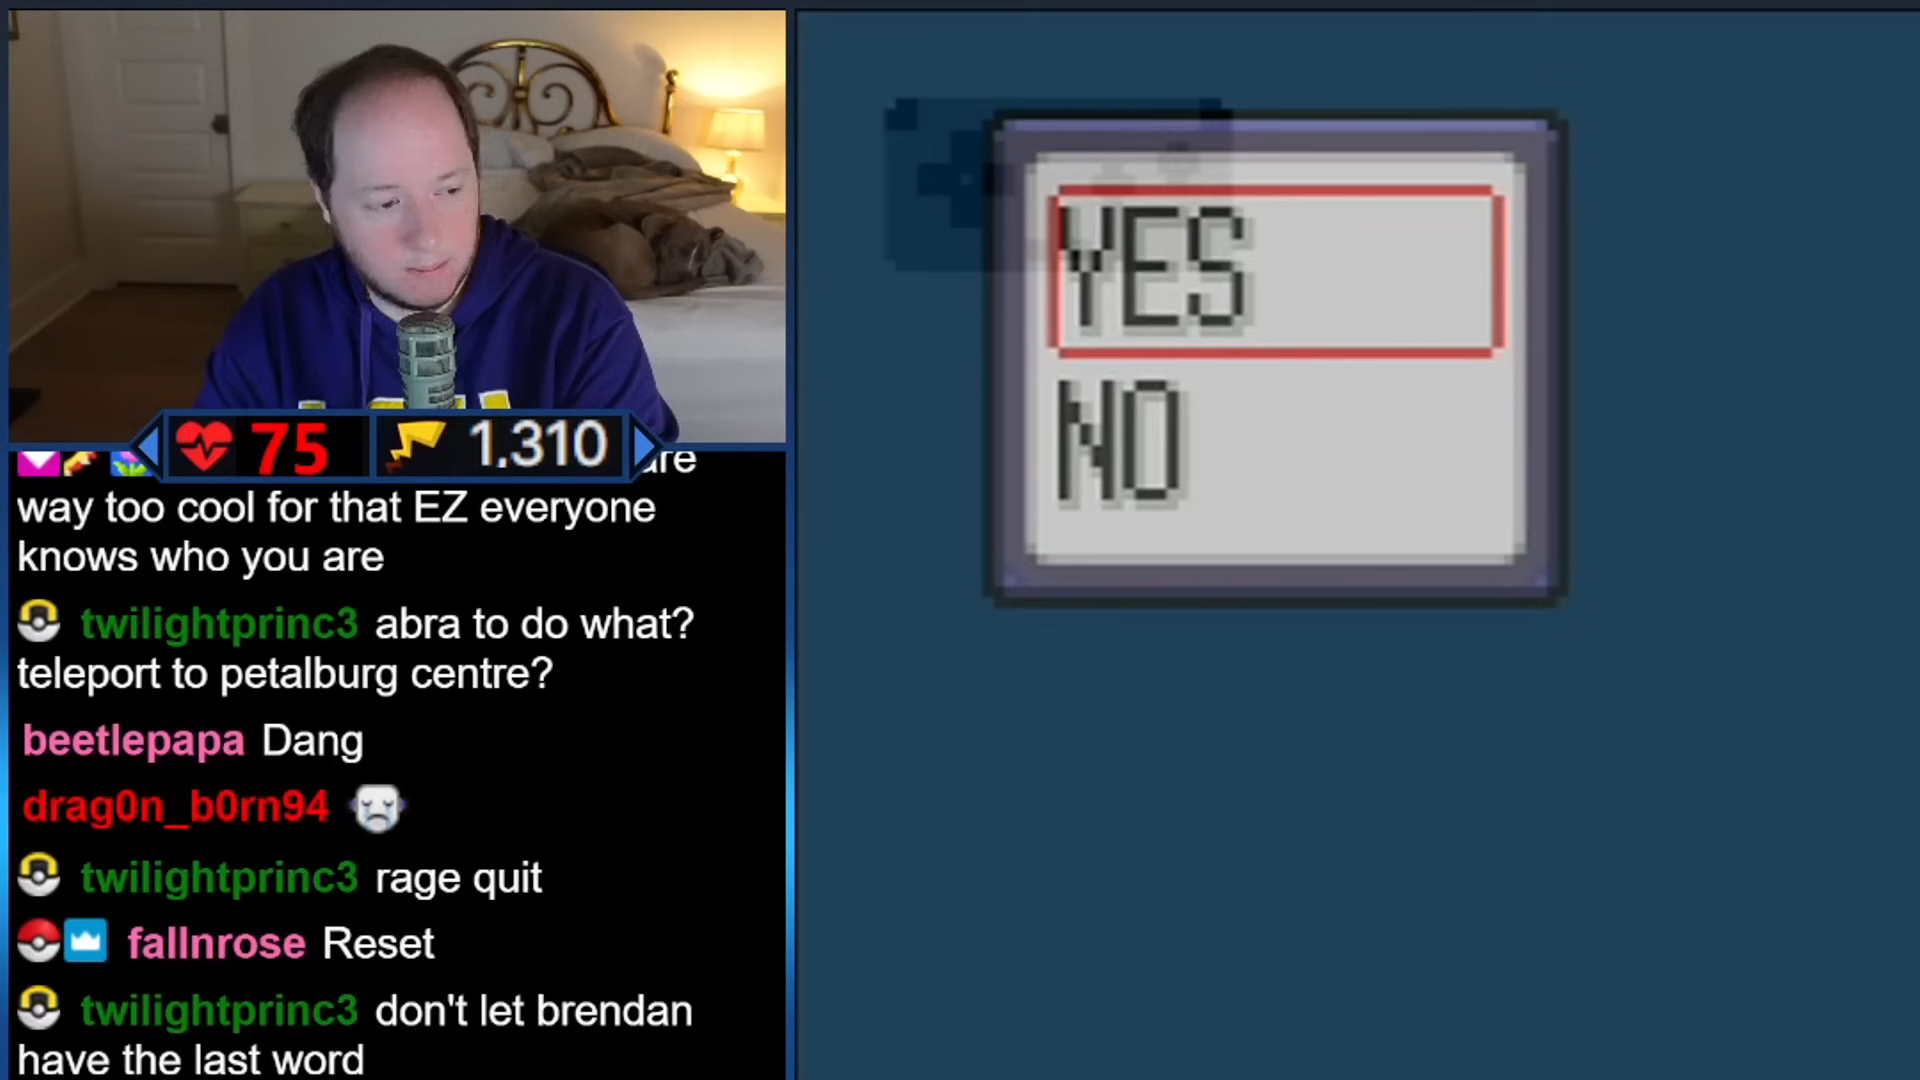 75
1,310
are
way too cool for that EZ everyone
knows who you are
twilightprinc3 abra to do what?
teleport to petalburg centre?
beetlepapa Dang
drag0n_b0rn94
twilightprinc3 rage quit
fallnrose Reset
twilightprinc3 don't let brendan
have the last word
YES
NO